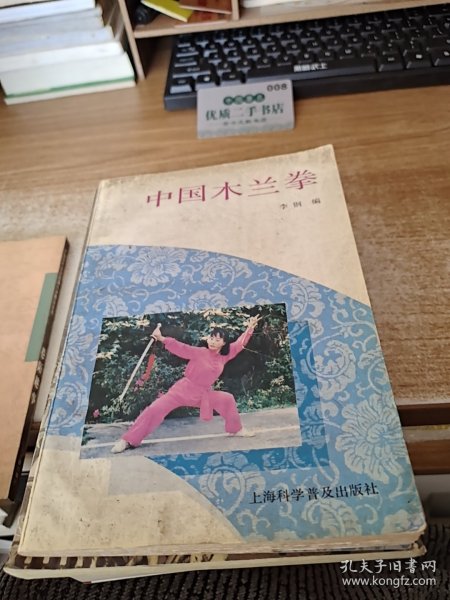 008
优质二手书店
中国木兰拳
李钢 编
上海科学普及出版社
孔夫子旧书网
www.kongfz.com